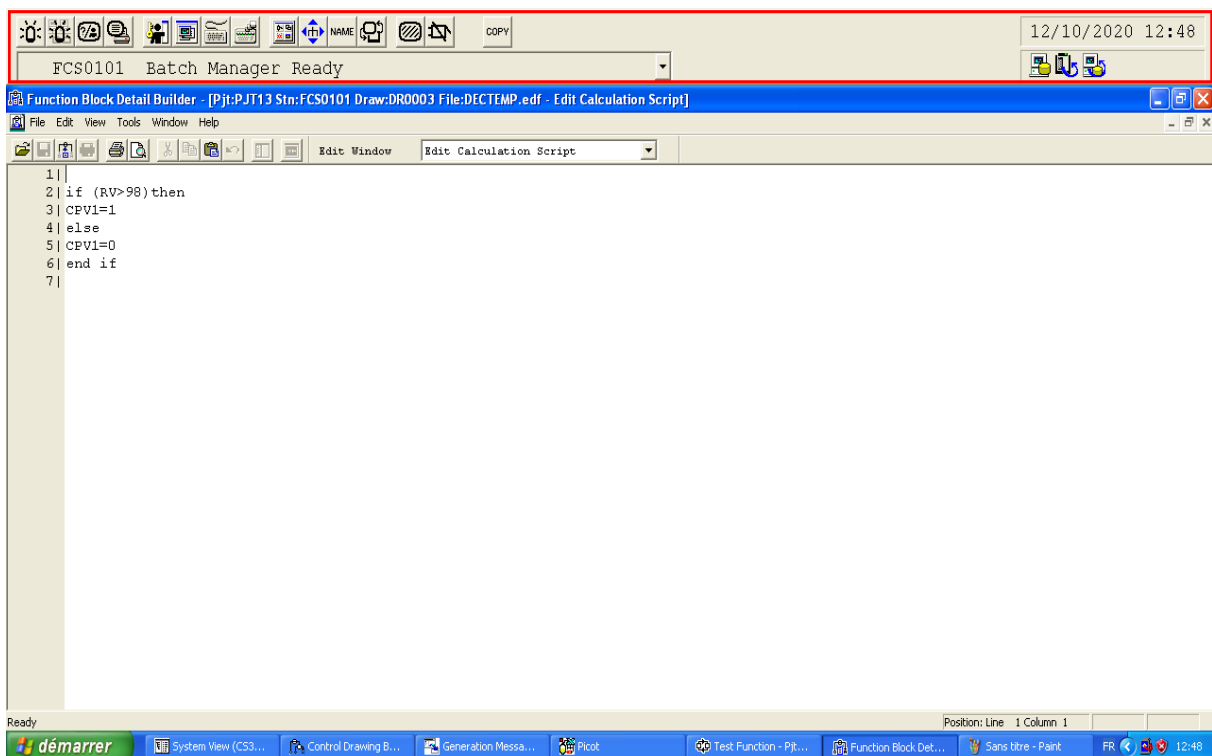 NAME COPY 12/10/2020 12:48
FCS0101 Batch Manager Ready
Function Block Detail Builder - [Pjt:PJT13 Stn:FCS0101 Draw:DR0003 File:DECTEMP.edf - Edit Calculation Script]
File Edit View Tools Window Help
Edit Window Edit Calculation Script
1|
2|if (RV>98)then
3|CPV1=1
4|else
5|CPV1=0
6|end if
7|
Ready Position: Line 1 Column 1
démarrer System View (CS3... Control Drawing B... Generation Messa... Picot Test Function - Pjt... Function Block Det... Sans titre - Paint FR 12:48